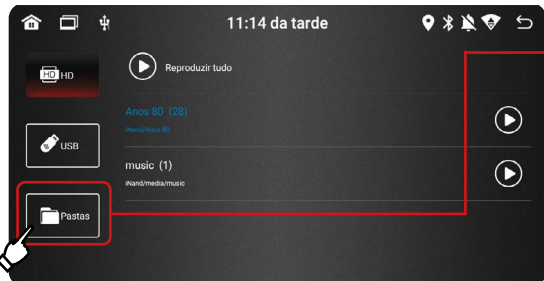 11:14 da tarde
HD HD
Reproduzir tudo
Anos 80 (28)
iNand/Anos 80
USB
music (1)
iNand/media/music
Pastas